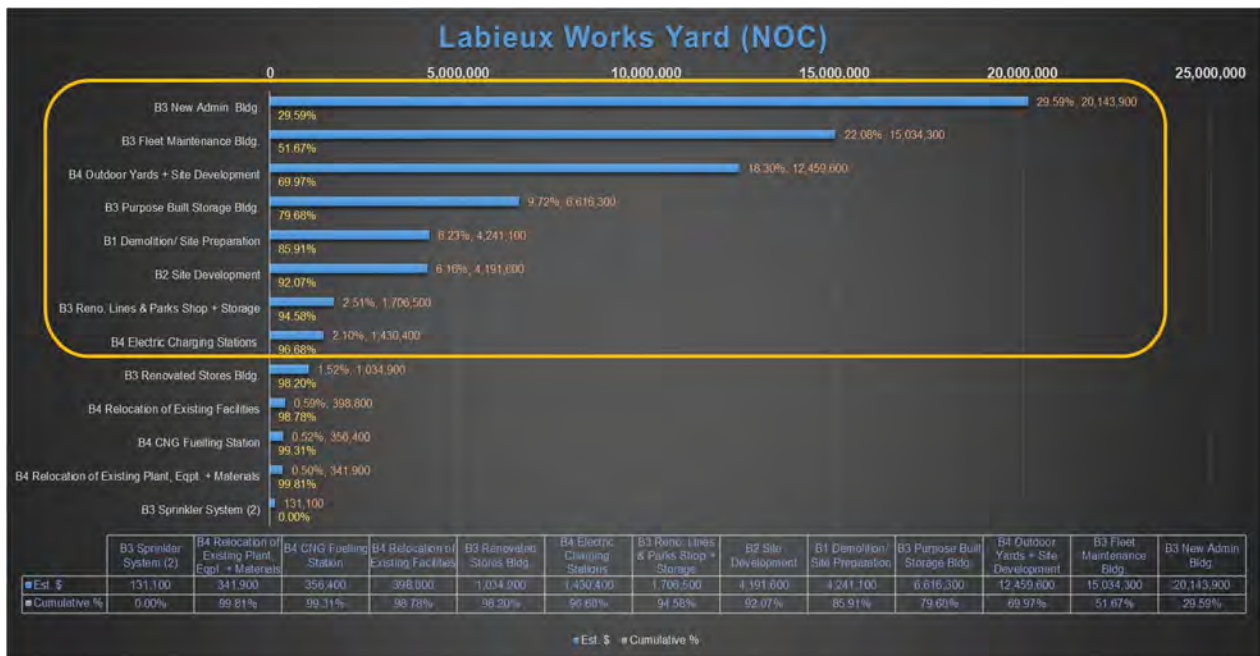 Labieux Works Yard (NOC)
0 5,000,000 10,000,000 15,000,000 20,000,000 25,000,000
B3 New Admin Bldg. 29.59%, 20,143,900
29.59%
B3 Fleet Maintenance Bldg. 22.08%, 15,034,300
51.67%
B4 Outdoor Yards + Site Development 18.30%, 12,459,600
69.97%
B3 Purpose Built Storage Bldg. 9.72%, 6,616,300
79.68%
B1 Demolition/ Site Preparation 6.23%, 4,241,100
85.91%
B2 Site Development 6.16%, 4,191,600
92.07%
B3 Reno. Lines & Parks Shop + Storage 2.51%, 1,706,500
94.58%
B4 Electric Charging Stations 2.10%, 1,430,400
96.68%
B3 Renovated Stores Bldg. 1.52%, 1,034,900
98.20%
B4 Relocation of Existing Facilities 0.59%, 398,800
98.78%
B4 CNG Fuelling Station 0.52%, 356,400
99.31%
B4 Relocation of Existing Plant, Eqpt. + Materials 0.50%, 341,900
99.81%
B3 Sprinkler System (2) 131,100
0.00%
B3 Sprinkler System (2) B4 Relocation of Existing Plant, Eqpt. + Materials B4 CNG Fuelling Station B4 Relocation of Existing Facilities B3 Renovated Stores Bldg. B4 Electric Charging Stations B3 Reno. Lines & Parks Shop + Storage B2 Site Development B1 Demolition/ Site Preparation B3 Purpose Built Storage Bldg. B4 Outdoor Yards + Site Development B3 Fleet Maintenance Bldg. B3 New Admin Bldg.
Est. $ 131,100 341,900 356,400 398,800 1,034,900 1,430,400 1,706,500 4,191,600 4,241,100 6,616,300 12,459,600 15,034,300 20,143,900
Cumulative % 0.00% 99.81% 99.31% 98.78% 98.20% 96.68% 94.58% 92.07% 85.91% 79.68% 69.97% 51.67% 29.59%
Est. $ Cumulative %